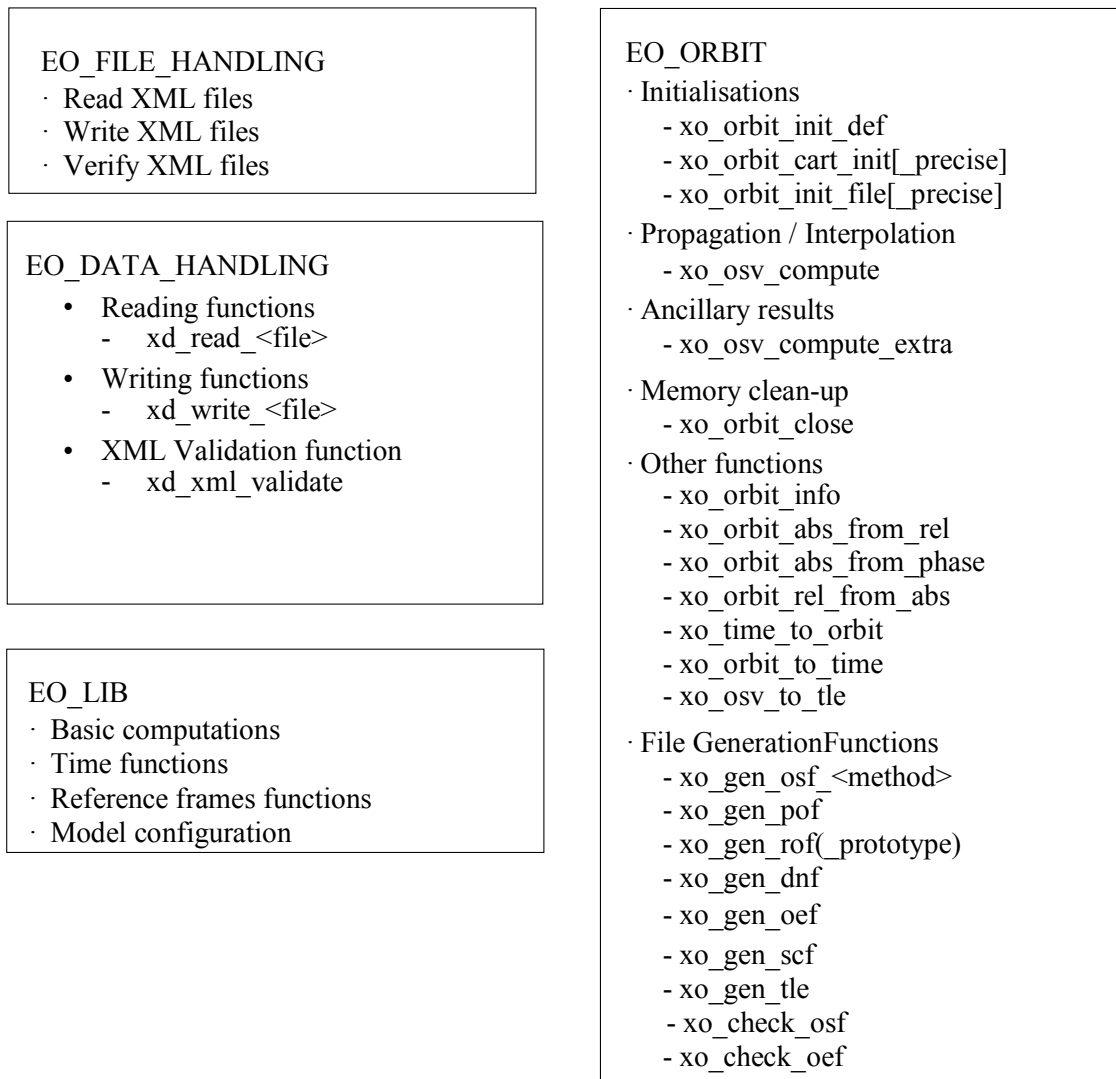 EO_FILE_HANDLING
· Read XML files
· Write XML files
· Verify XML files
EO_DATA_HANDLING
• Reading functions
- xd_read_<file>
• Writing functions
- xd_write_<file>
• XML Validation function
- xd_xml_validate
EO_LIB
· Basic computations
· Time functions
· Reference frames functions
· Model configuration
EO_ORBIT
· Initialisations
- xo_orbit_init_def
- xo_orbit_cart_init[_precise]
- xo_orbit_init_file[_precise]
· Propagation / Interpolation
- xo_osv_compute
· Ancillary results
- xo_osv_compute_extra
· Memory clean-up
- xo_orbit_close
· Other functions
- xo_orbit_info
- xo_orbit_abs_from_rel
- xo_orbit_abs_from_phase
- xo_orbit_rel_from_abs
- xo_time_to_orbit
- xo_orbit_to_time
- xo_osv_to_tle
· File GenerationFunctions
- xo_gen_osf_<method>
- xo_gen_pof
- xo_gen_rof(_prototype)
- xo_gen_dnf
- xo_gen_oef
- xo_gen_scf
- xo_gen_tle
- xo_check_osf
- xo_check_oef